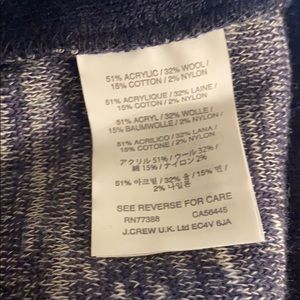 51% ACRYLIC / 32% WOOL /
15% COTTON / 2% NYLON
51% ACRYLIQUE / 32% LAINE /
15% COTON / 2% NYLON
51% ACRYL / 32% WOLLE /
15% BAUMWOLLE / 2% NYLON
51% ACRILICO / 32% LANA /
15% COTONE / 2% NYLON
アクリル 51% / ウール 32% /
綿 15% / ナイロン 2%
51% 아크릴 / 32% 울 / 15% 면 /
2% 나일론
SEE REVERSE FOR CARE
RN77388 CA56445
J.CREW U.K. Ltd EC4V 6JA